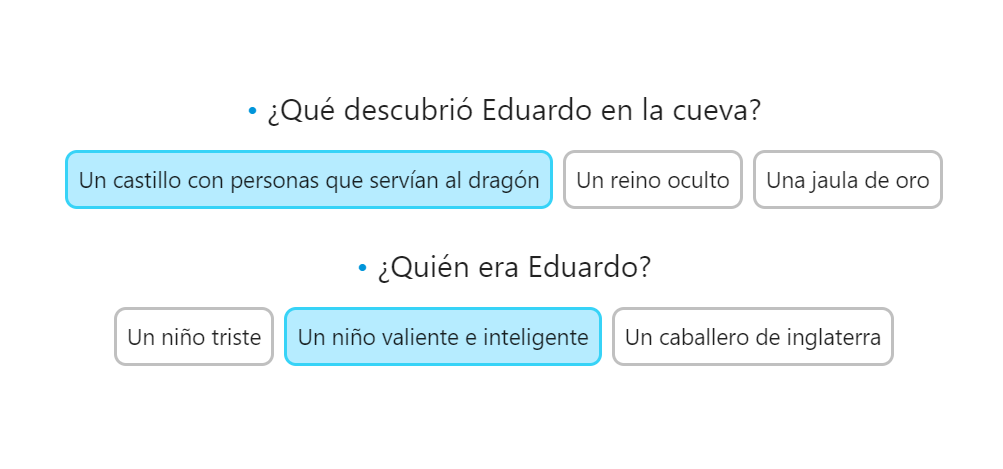 • ¿Qué descubrió Eduardo en la cueva?
Un castillo con personas que servían al dragón Un reino oculto Una jaula de oro
• ¿Quién era Eduardo?
Un niño triste Un niño valiente e inteligente Un caballero de inglaterra